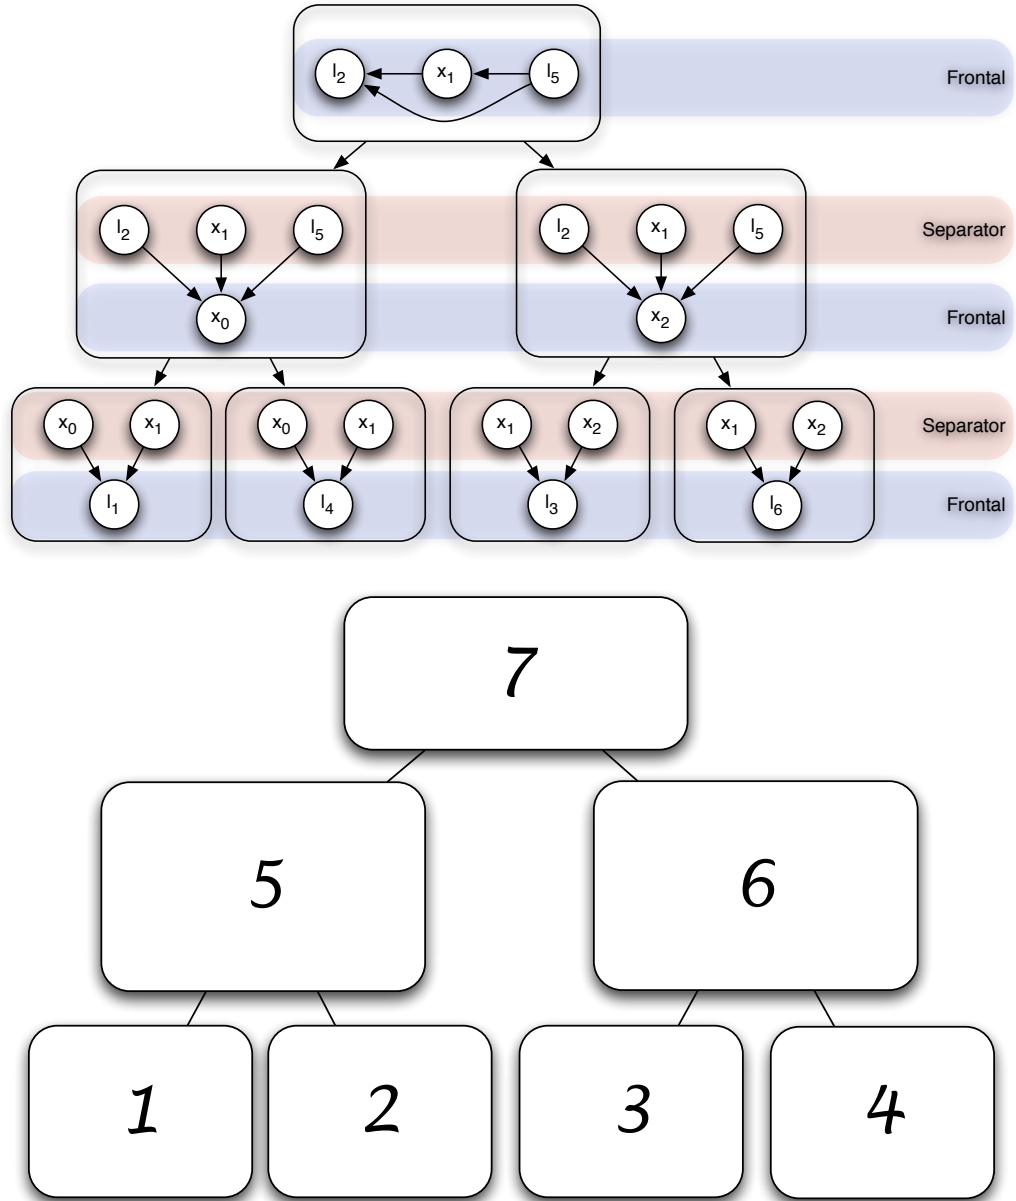 l2 x1 l5 Frontal
l2 x1 l5 l2 x1 l5 Separator
x0 x2 Frontal
x0 x1 x0 x1 x1 x2 x1 x2 Separator
l1 l4 l3 l6 Frontal
7
5 6
1 2 3 4